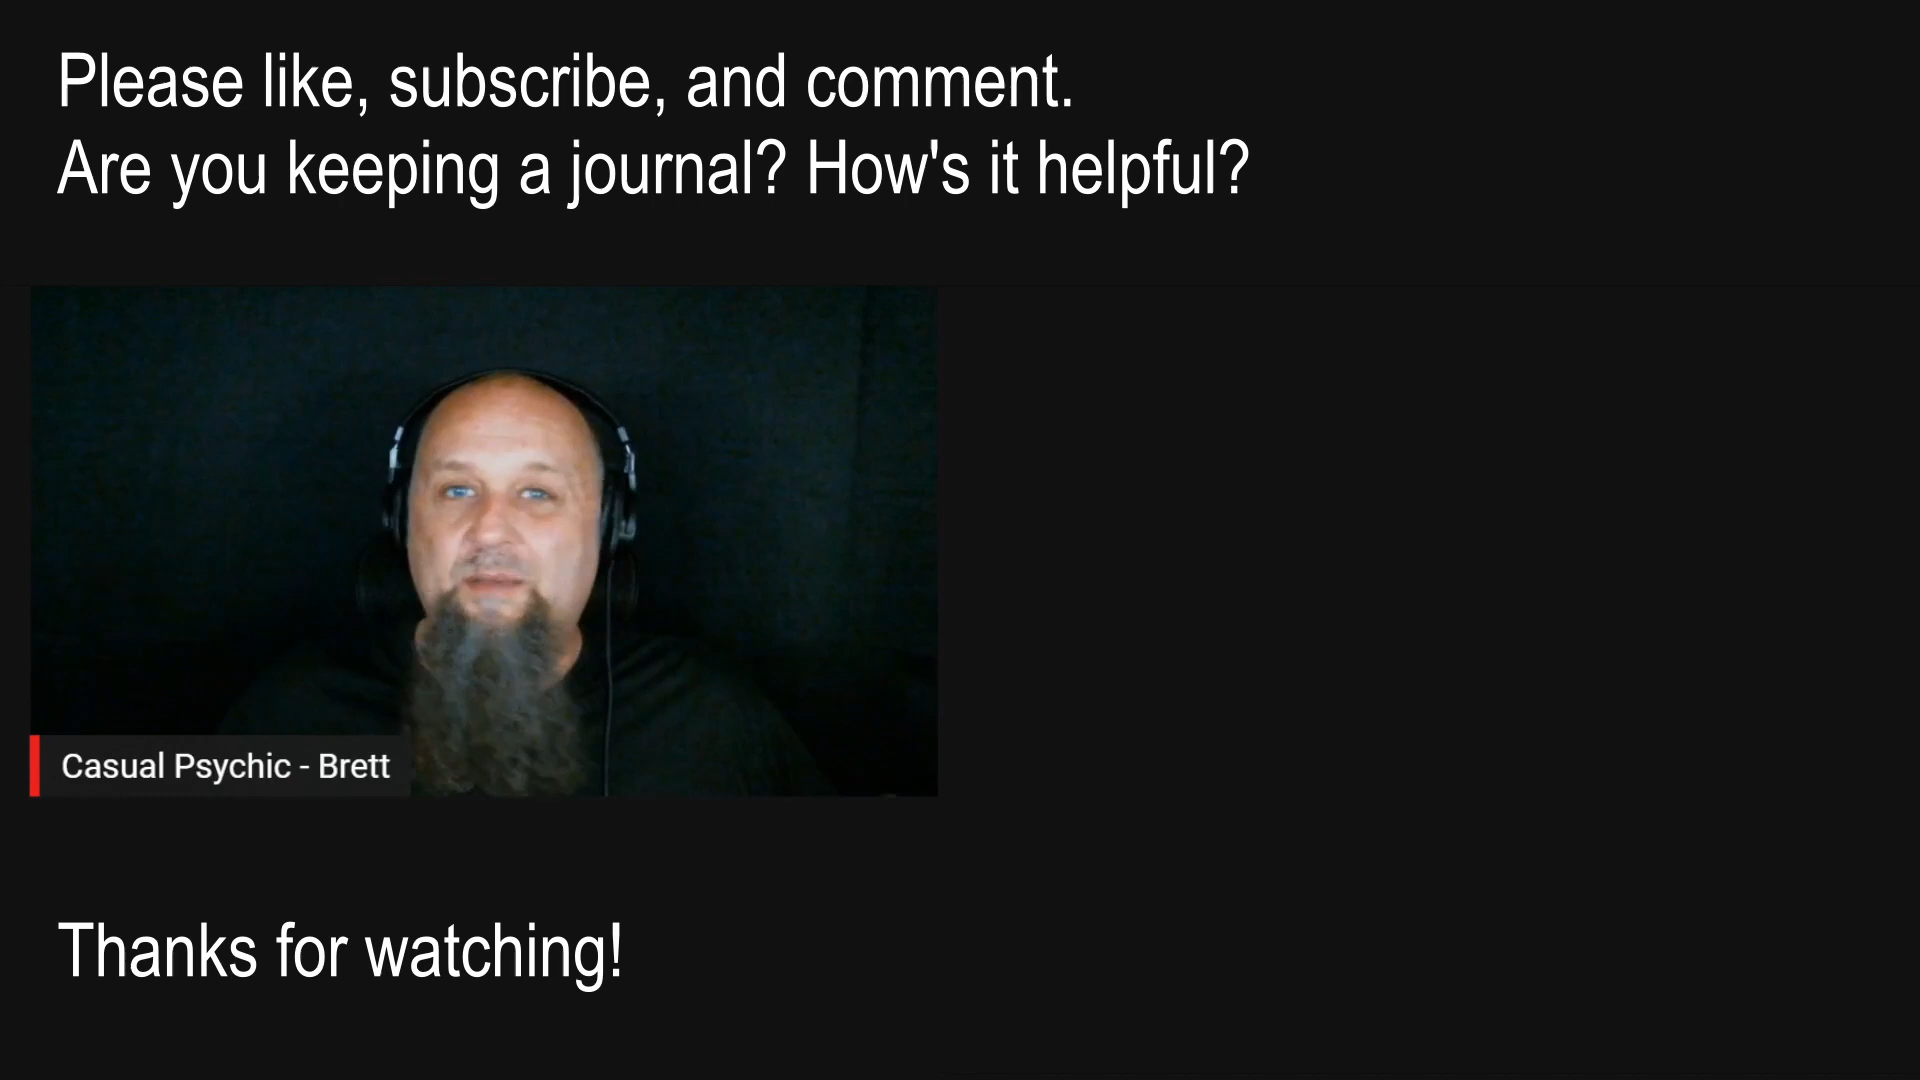 Please like, subscribe, and comment.
Are you keeping a journal? How's it helpful?
Casual Psychic - Brett
Thanks for watching!